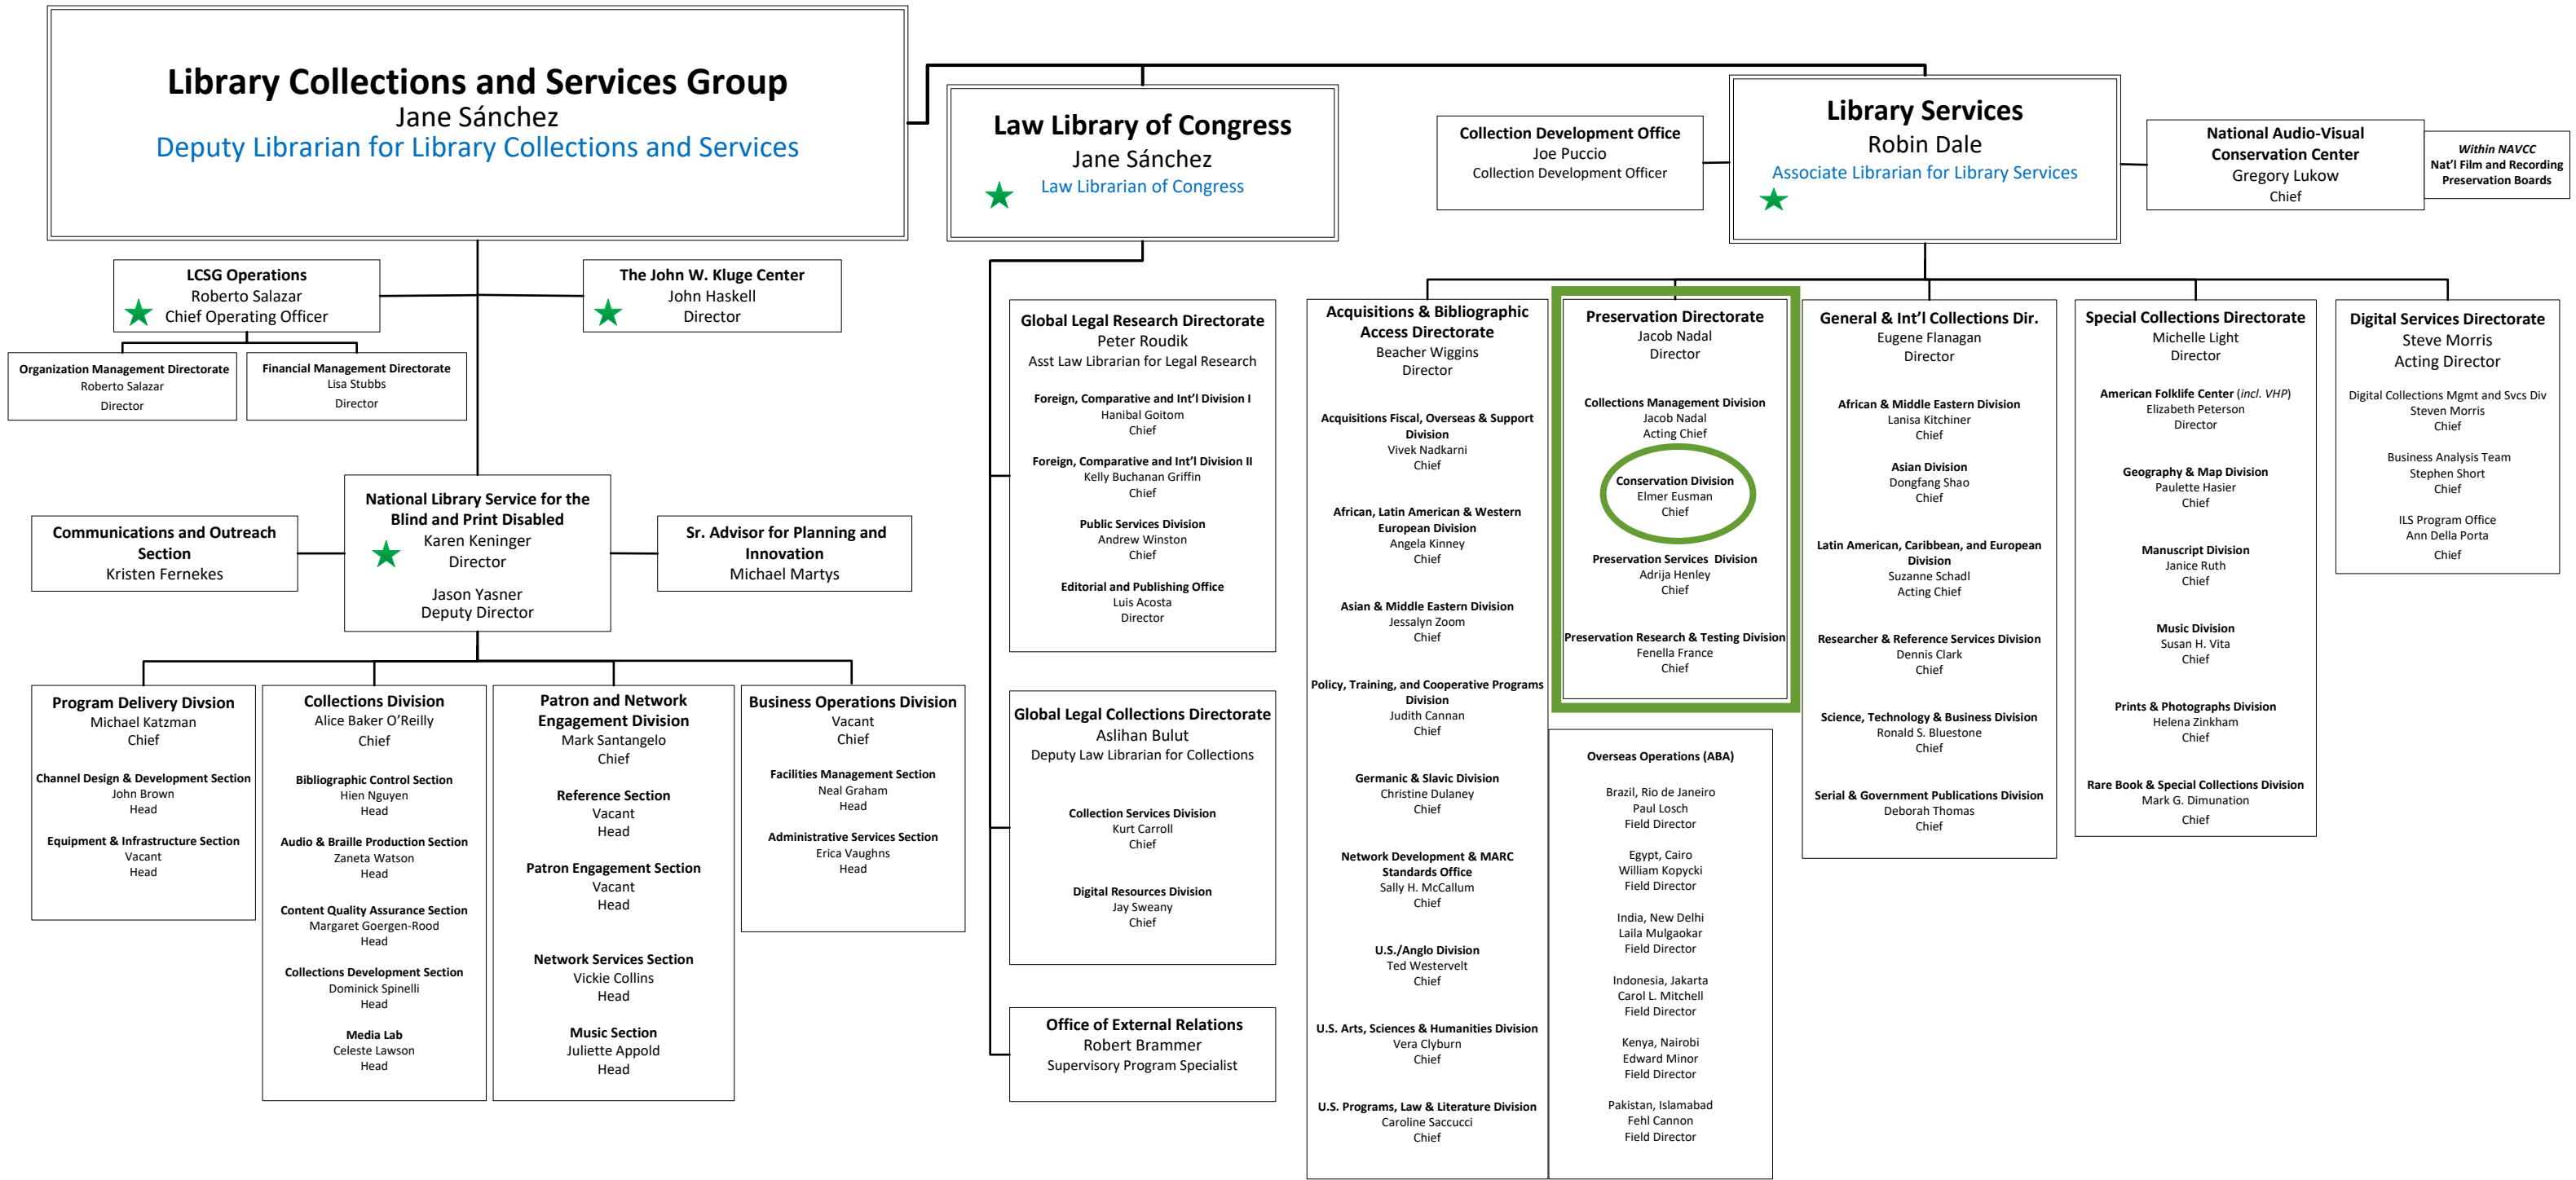 Library Collections and Services Group
Jane Sánchez
Deputy Librarian for Library Collections and Services
Law Library of Congress
Jane Sánchez
Law Librarian of Congress
Collection Development Office
Joe Puccio
Collection Development Officer
Library Services
Robin Dale
Associate Librarian for Library Services
National Audio-Visual
Conservation Center
Gregory Lukow
Chief
Within NAVCC
Nat'l Film and Recording
Preservation Boards
LCSG Operations
Roberto Salazar
Chief Operating Officer
The John W. Kluge Center
John Haskell
Director
Organization Management Directorate
Roberto Salazar
Director
Financial Management Directorate
Lisa Stubbs
Director
National Library Service for the
Blind and Print Disabled
Karen Keninger
Director
Jason Yasner
Deputy Director
Communications and Outreach
Section
Kristen Fernekes
Sr. Advisor for Planning and
Innovation
Michael Martys
Program Delivery Divsion
Michael Katzman
Chief
Channel Design & Development Section
John Brown
Head
Equipment & Infrastructure Section
Vacant
Head
Collections Division
Alice Baker O'Reilly
Chief
Bibliographic Control Section
Hien Nguyen
Head
Audio & Braille Production Section
Zaneta Watson
Head
Content Quality Assurance Section
Margaret Goergen-Rood
Head
Collections Development Section
Dominick Spinelli
Head
Media Lab
Celeste Lawson
Head
Patron and Network
Engagement Division
Mark Santangelo
Chief
Reference Section
Vacant
Head
Patron Engagement Section
Vacant
Head
Network Services Section
Vickie Collins
Head
Music Section
Juliette Appold
Head
Business Operations Division
Vacant
Chief
Facilities Management Section
Neal Graham
Head
Administrative Services Section
Erica Vaughns
Head
Global Legal Research Directorate
Peter Roudik
Asst Law Librarian for Legal Research
Foreign, Comparative and Int'l Division I
Hanibal Goitom
Chief
Foreign, Comparative and Int'l Division II
Kelly Buchanan Griffin
Chief
Public Services Division
Andrew Winston
Chief
Editorial and Publishing Office
Luis Acosta
Director
Global Legal Collections Directorate
Aslihan Bulut
Deputy Law Librarian for Collections
Collection Services Division
Kurt Carroll
Chief
Digital Resources Division
Jay Sweany
Chief
Office of External Relations
Robert Brammer
Supervisory Program Specialist
Acquisitions & Bibliographic
Access Directorate
Beacher Wiggins
Director
Acquisitions Fiscal, Overseas & Support
Division
Vivek Nadkarni
Chief
African, Latin American & Western
European Division
Angela Kinney
Chief
Asian & Middle Eastern Division
Jessalyn Zoom
Chief
Policy, Training, and Cooperative Programs
Division
Judith Cannan
Chief
Germanic & Slavic Division
Christine Dulaney
Chief
Network Development & MARC
Standards Office
Sally H. McCallum
Chief
U.S./Anglo Division
Ted Westervelt
Chief
U.S. Arts, Sciences & Humanities Division
Vera Clyburn
Chief
U.S. Programs, Law & Literature Division
Caroline Saccucci
Chief
Preservation Directorate
Jacob Nadal
Director
Collections Management Division
Jacob Nadal
Acting Chief
Conservation Division
Elmer Eusman
Chief
Preservation Services Division
Adrija Henley
Chief
Preservation Research & Testing Division
Fenella France
Chief
Overseas Operations (ABA)
Brazil, Rio de Janeiro
Paul Losch
Field Director
Egypt, Cairo
William Kopycki
Field Director
India, New Delhi
Laila Mulgaokar
Field Director
Indonesia, Jakarta
Carol L. Mitchell
Field Director
Kenya, Nairobi
Edward Minor
Field Director
Pakistan, Islamabad
Fehl Cannon
Field Director
General & Int'l Collections Dir.
Eugene Flanagan
Director
African & Middle Eastern Division
Lanisa Kitchiner
Chief
Asian Division
Dongfang Shao
Chief
Latin American, Caribbean, and European
Division
Suzanne Schadl
Acting Chief
Researcher & Reference Services Division
Dennis Clark
Chief
Science, Technology & Business Division
Ronald S. Bluestone
Chief
Serial & Government Publications Division
Deborah Thomas
Chief
Special Collections Directorate
Michelle Light
Director
American Folklife Center (incl. VHP)
Elizabeth Peterson
Director
Geography & Map Division
Paulette Hasier
Chief
Manuscript Division
Janice Ruth
Chief
Music Division
Susan H. Vita
Chief
Prints & Photographs Division
Helena Zinkham
Chief
Rare Book & Special Collections Division
Mark G. Dimunation
Chief
Digital Services Directorate
Steve Morris
Acting Director
Digital Collections Mgmt and Svcs Div
Steven Morris
Chief
Business Analysis Team
Stephen Short
Chief
ILS Program Office
Ann Della Porta
Chief